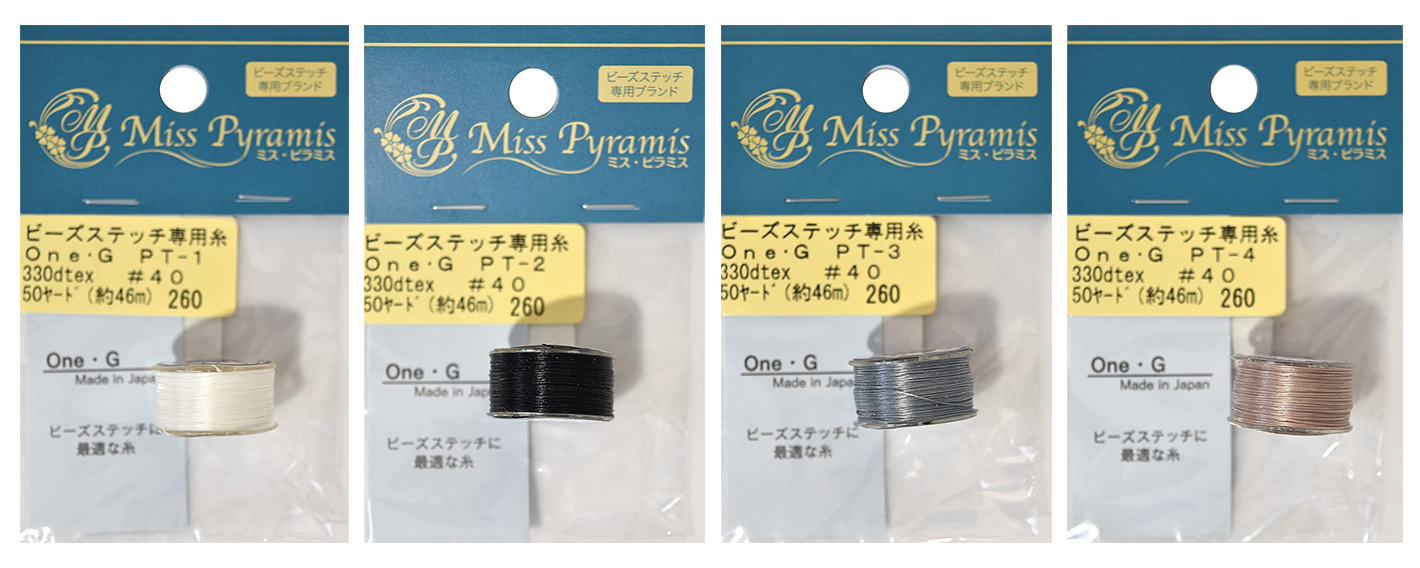 ビーズステッチ
専用ブランド
MP
Miss Pyramis
ミス・ピラミス
ビーズステッチ専用糸
One・G PT-1
330dtex #40
50ヤード(約46m) 260
One・G
Made in Japa
ビーズステッチに
最適な糸
ビーズステッチ
専用ブランド
MP
Miss Pyramis
ミス・ピラミス
ビーズステッチ専用糸
One・G PT-2
330dtex #40
50ヤード(約46m) 260
One・G
Made in Jap
ビーズステッチに
最適な糸
ビーズステッチ
専用ブランド
MP
Miss Pyramis
ミス・ピラミス
ビーズステッチ専用糸
One・G PT-3
330dtex #40
50ヤード(約46m) 260
One・G
Made in Japa
ビーズステッチに
最適な糸
ビーズステッチ
専用ブランド
MP
Miss Pyramis
ミス・ピラミス
ビーズステッチ専用糸
One・G PT-4
330dtex #40
50ヤード(約46m) 260
One・G
Made in Japan
ビーズステッチに
最適な糸